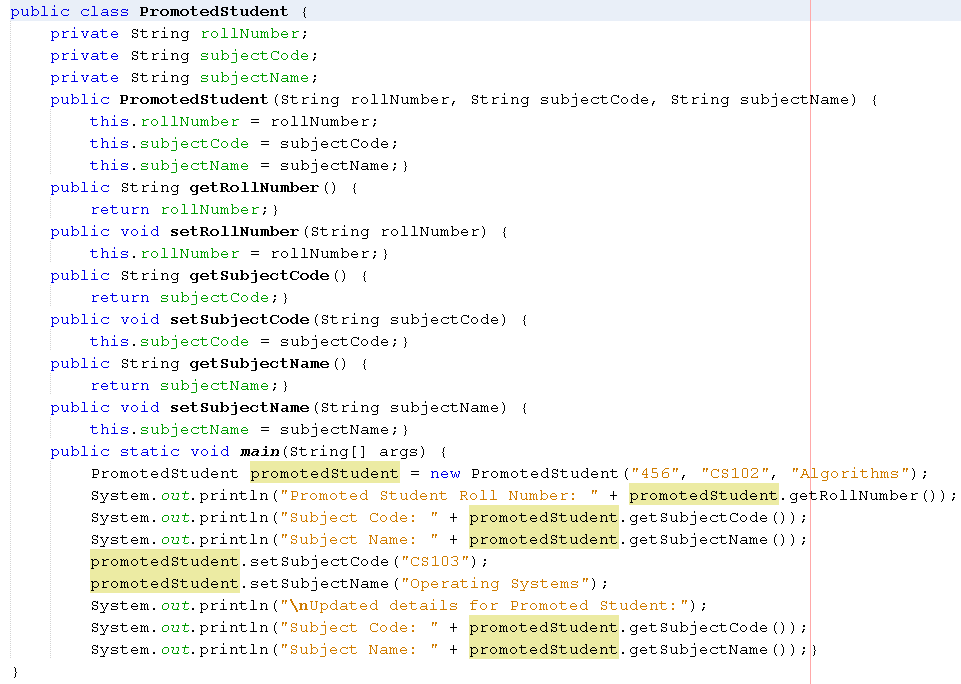 public class PromotedStudent {
    private String rollNumber;
    private String subjectCode;
    private String subjectName;
    public PromotedStudent(String rollNumber, String subjectCode, String subjectName) {
        this.rollNumber = rollNumber;
        this.subjectCode = subjectCode;
        this.subjectName = subjectName;}
    public String getRollNumber() {
        return rollNumber;}
    public void setRollNumber(String rollNumber) {
        this.rollNumber = rollNumber;}
    public String getSubjectCode() {
        return subjectCode;}
    public void setSubjectCode(String subjectCode) {
        this.subjectCode = subjectCode;}
    public String getSubjectName() {
        return subjectName;}
    public void setSubjectName(String subjectName) {
        this.subjectName = subjectName;}
    public static void main(String[] args) {
        PromotedStudent promotedStudent = new PromotedStudent("456", "CS102", "Algorithms");
        System.out.println("Promoted Student Roll Number: " + promotedStudent.getRollNumber());
        System.out.println("Subject Code: " + promotedStudent.getSubjectCode());
        System.out.println("Subject Name: " + promotedStudent.getSubjectName());
        promotedStudent.setSubjectCode("CS103");
        promotedStudent.setSubjectName("Operating Systems");
        System.out.println("\nUpdated details for Promoted Student:");
        System.out.println("Subject Code: " + promotedStudent.getSubjectCode());
        System.out.println("Subject Name: " + promotedStudent.getSubjectName());}
}